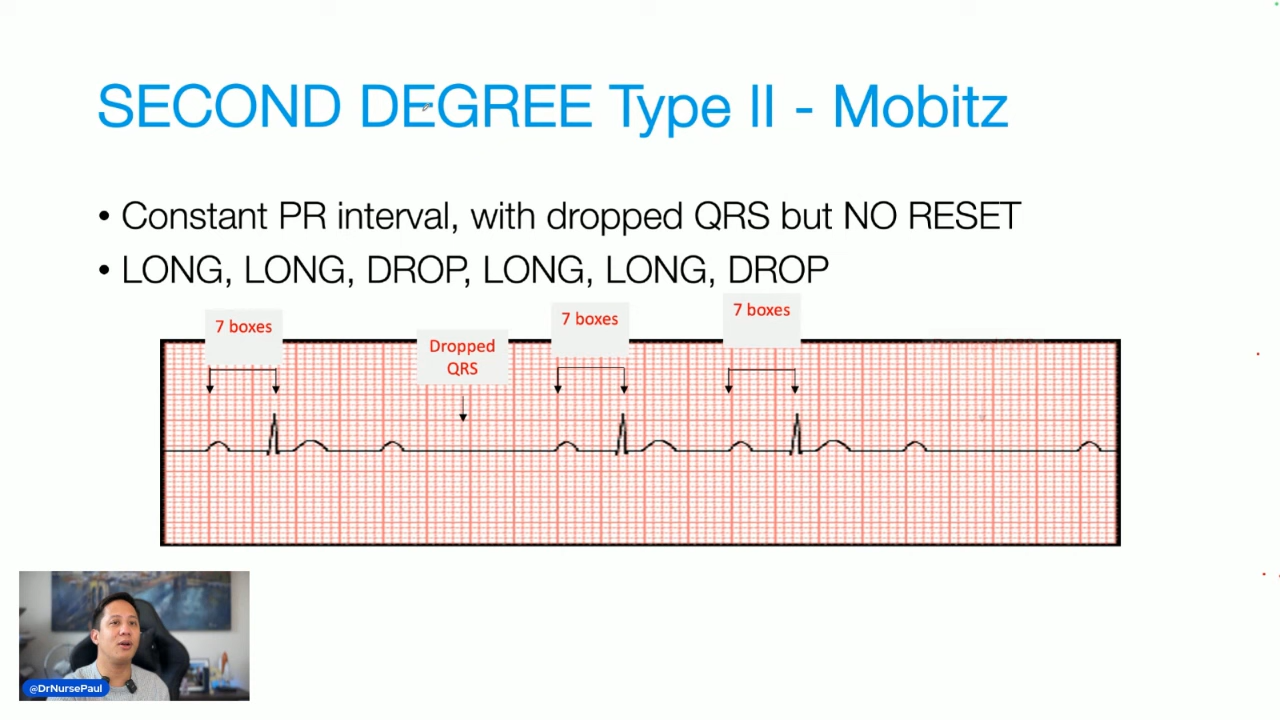 SECOND DEGREE Type II - Mobitz
• Constant PR interval, with dropped QRS but NO RESET
• LONG, LONG, DROP, LONG, LONG, DROP
7 boxes
Dropped
QRS
7 boxes
7 boxes
@DrNursePaul